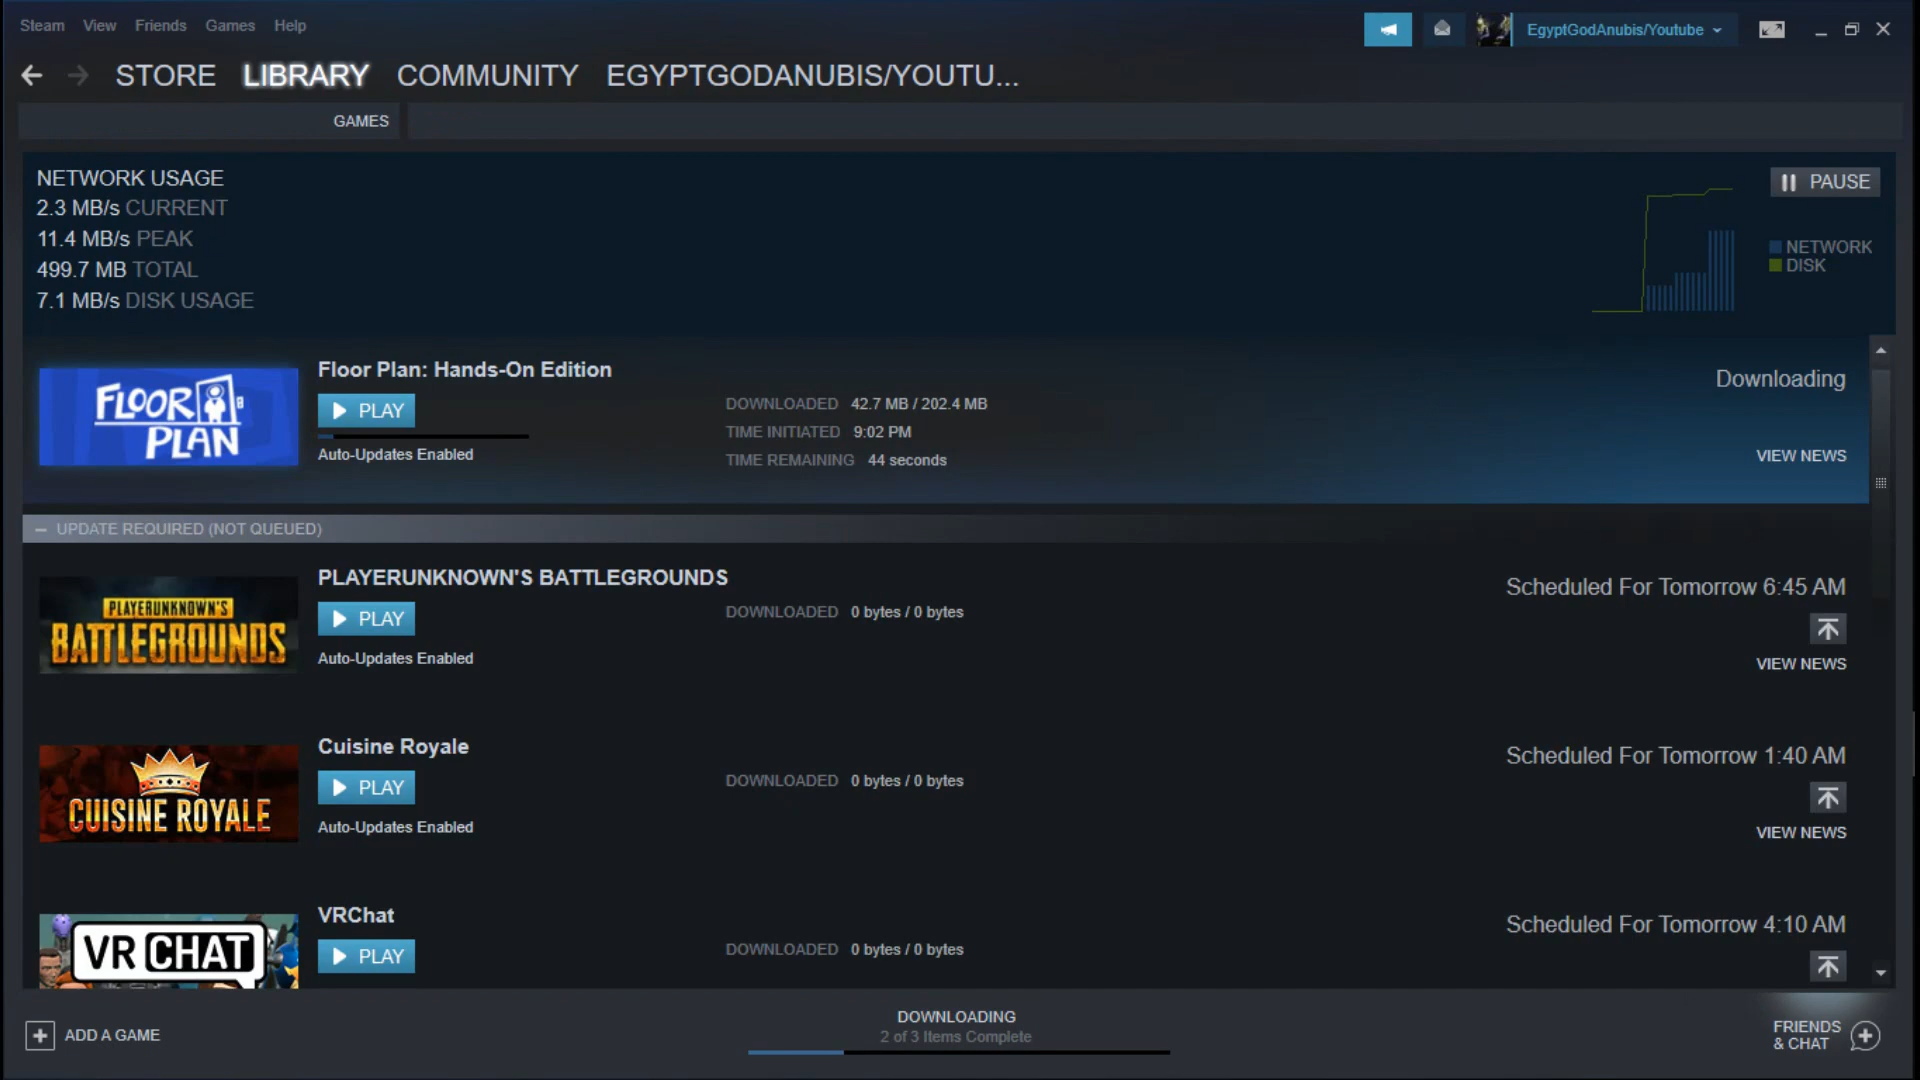 Steam View Friends Games Help
EgyptGodAnubis/Youtube
STORE LIBRARY COMMUNITY EGYPTGODANUBIS/YOUTU...
GAMES
NETWORK USAGE
2.3 MB/s CURRENT
11.4 MB/s PEAK
499.7 MB TOTAL
7.1 MB/s DISK USAGE
PAUSE
NETWORK
DISK
FLOOR PLAN
Floor Plan: Hands-On Edition
PLAY
Auto-Updates Enabled
DOWNLOADED 42.7 MB / 202.4 MB
TIME INITIATED 9:02 PM
TIME REMAINING 44 seconds
Downloading
VIEW NEWS
UPDATE REQUIRED (NOT QUEUED)
PLAYERUNKNOWN'S
BATTLEGROUNDS
PLAYERUNKNOWN'S BATTLEGROUNDS
PLAY
Auto-Updates Enabled
DOWNLOADED 0 bytes / 0 bytes
Scheduled For Tomorrow 6:45 AM
VIEW NEWS
CUISINE ROYALE
Cuisine Royale
PLAY
Auto-Updates Enabled
DOWNLOADED 0 bytes / 0 bytes
Scheduled For Tomorrow 1:40 AM
VIEW NEWS
VR CHAT
VRChat
PLAY
DOWNLOADED 0 bytes / 0 bytes
Scheduled For Tomorrow 4:10 AM
ADD A GAME
DOWNLOADING
2 of 3 Items Complete
FRIENDS
& CHAT